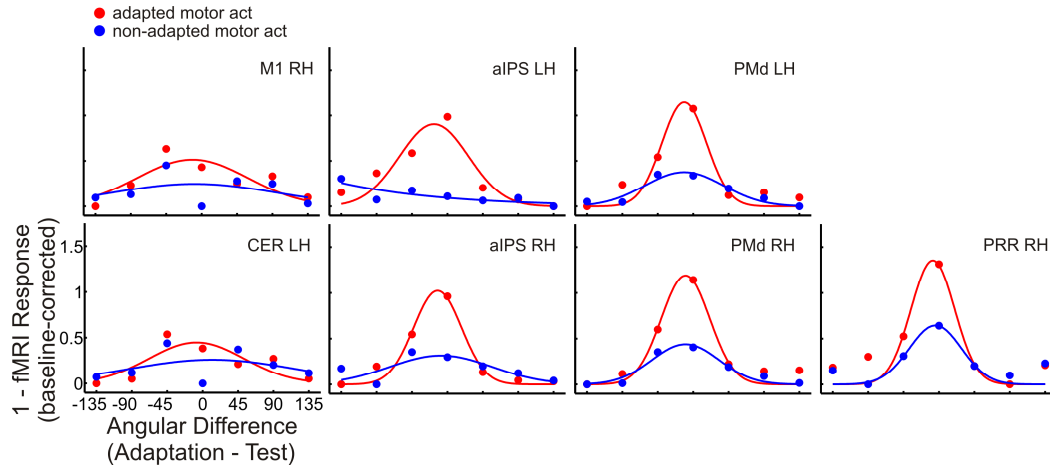 adapted motor act
non-adapted motor act
M1 RH
aIPS LH
PMd LH
CER LH
aIPS RH
PMd RH
PRR RH
1 - fMRI Response
(baseline-corrected)
1.5
1
0.5
0
-135 -90 -45 0 45 90 135
Angular Difference
(Adaptation - Test)